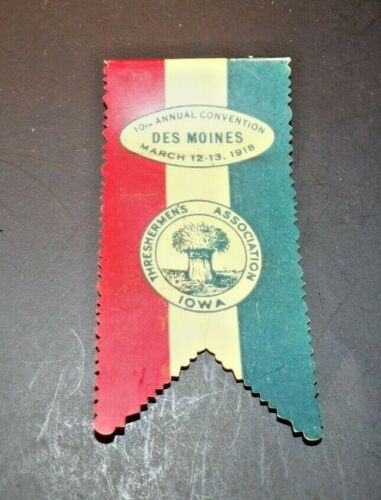 10TH ANNUAL CONVENTION
DES MOINES
MARCH 12-13, 1918
THRESHERMEN'S ASSOCIATION
IOWA